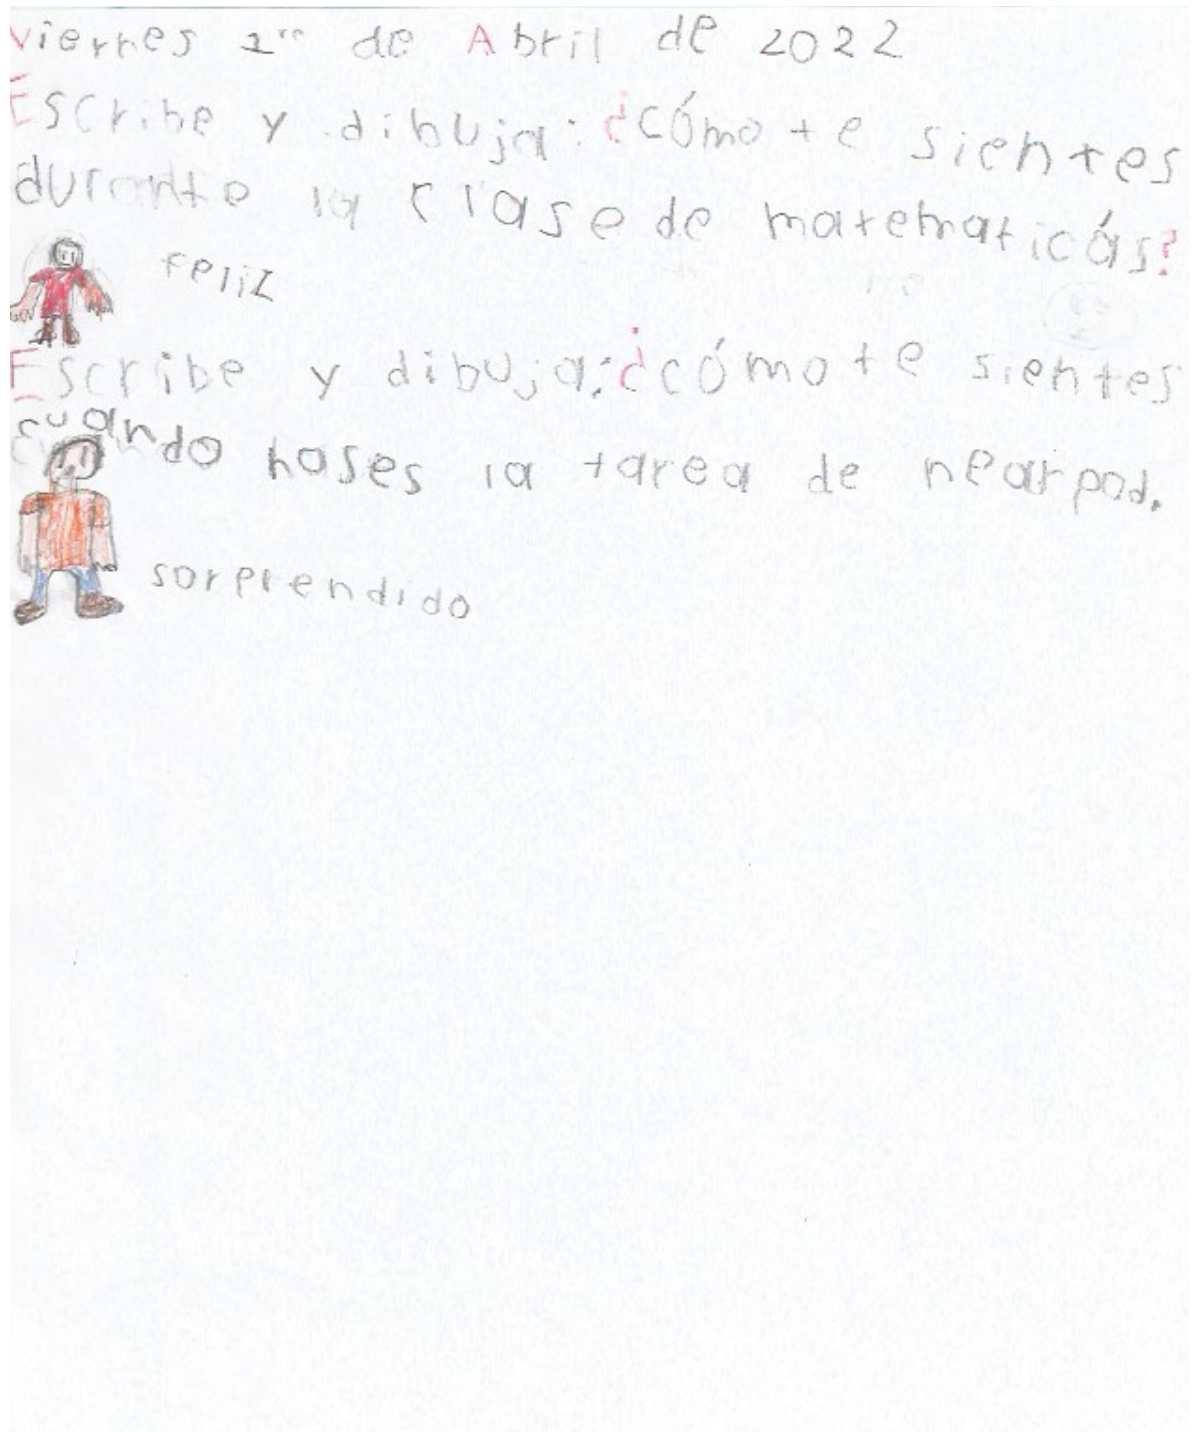 Viernes 1ro de Abril de 2022
Escribe y dibuja: ¿cómo te sientes
durante la clase de matematicás?
feliz
Escribe y dibuja: ¿cómo te sientes
cuando hases la tarea de nearpod.
sorprendido